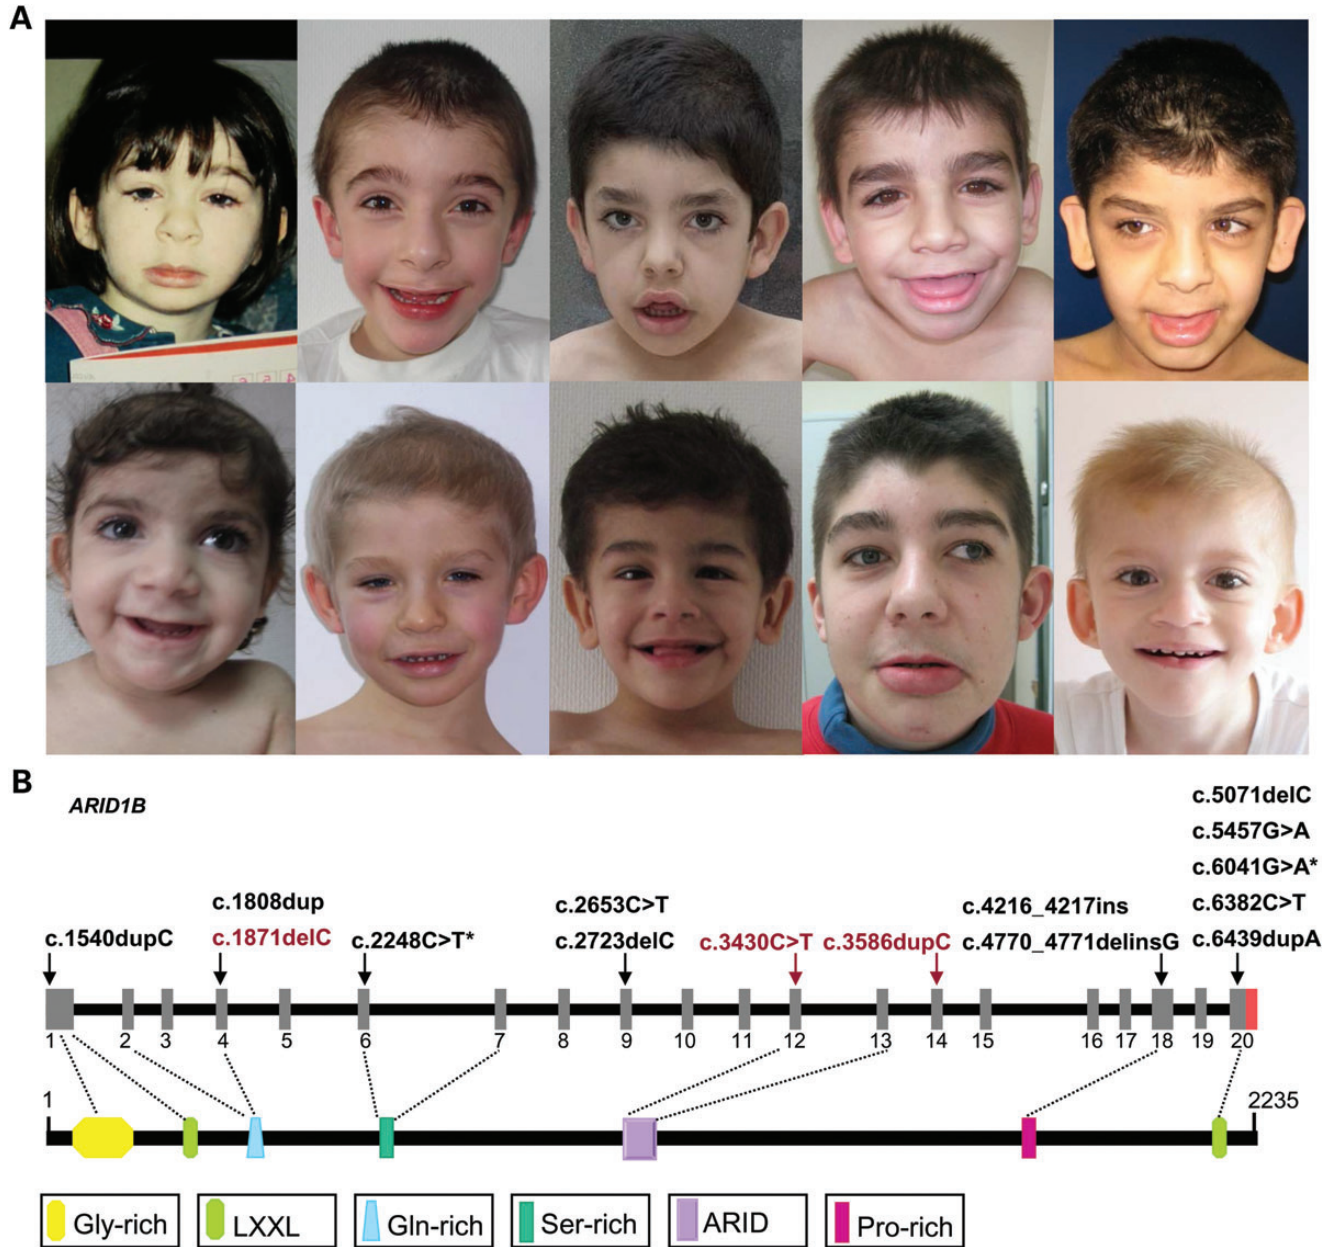 A
B
ARID1B
c.5071delC
c.5457G>A
c.6041G>A*
c.6382C>T
c.6439dupA
c.1540dupC
c.1808dup
c.1871delC
c.2248C>T*
c.2653C>T
c.2723delC
c.3430C>T
c.3586dupC
c.4216_4217ins
c.4770_4771delinsG
1 2 3 4 5 6 7 8 9 10 11 12 13 14 15 16 17 18 19 20
1 2235
Gly-rich LXXL Gln-rich Ser-rich ARID Pro-rich